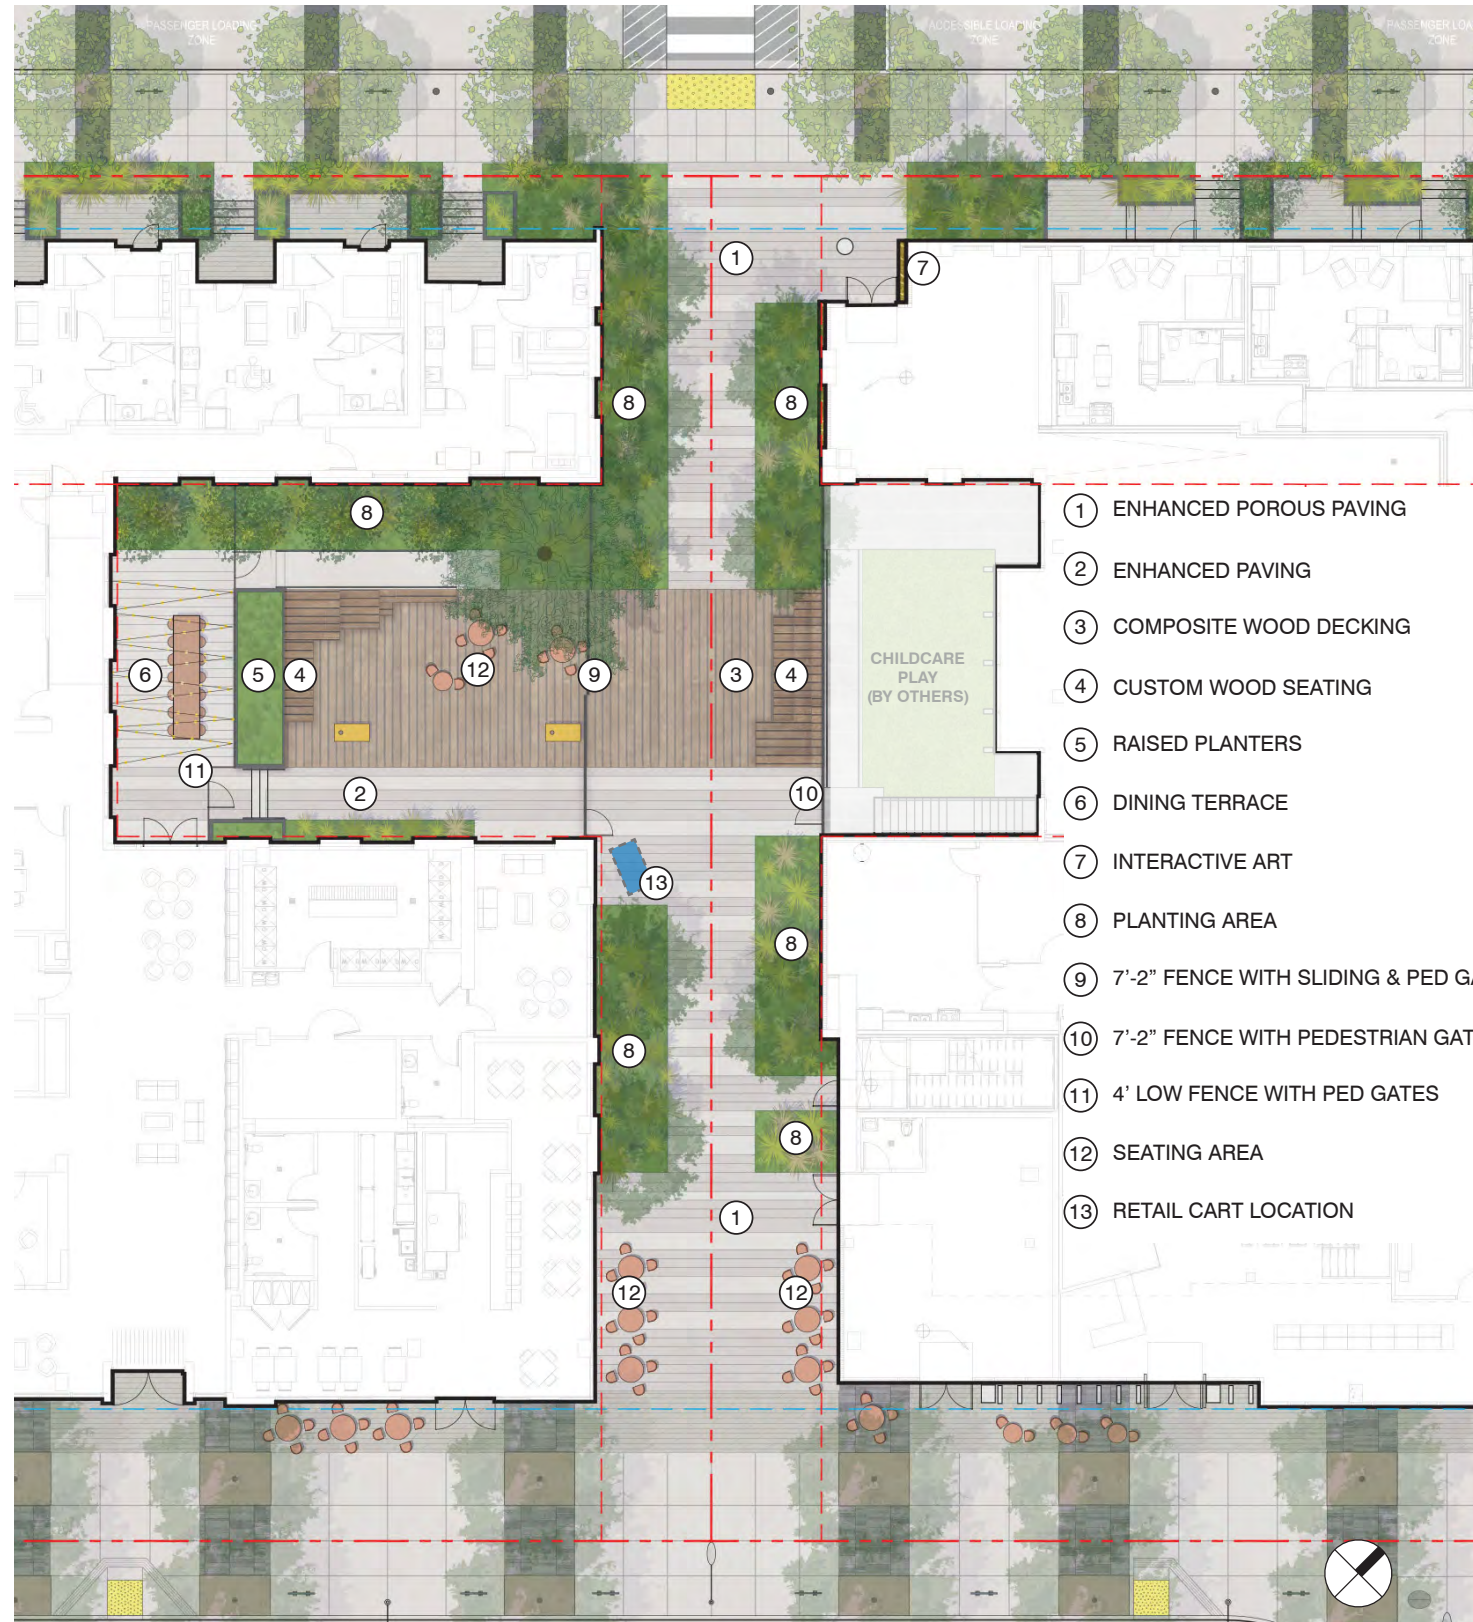 PASSENGER LOADING
ZONE
ACCESSIBLE LOADING
ZONE
PASSENGER LOA
ZONE
1
7
8
8
8
6
5
4
12
9
3
4
CHILDCARE
PLAY
(BY OTHERS)
11
2
10
13
8
8
8
1
12
12
1 ENHANCED POROUS PAVING
2 ENHANCED PAVING
3 COMPOSITE WOOD DECKING
4 CUSTOM WOOD SEATING
5 RAISED PLANTERS
6 DINING TERRACE
7 INTERACTIVE ART
8 PLANTING AREA
9 7’-2” FENCE WITH SLIDING & PED GA
10 7’-2” FENCE WITH PEDESTRIAN GAT
11 4’ LOW FENCE WITH PED GATES
12 SEATING AREA
13 RETAIL CART LOCATION